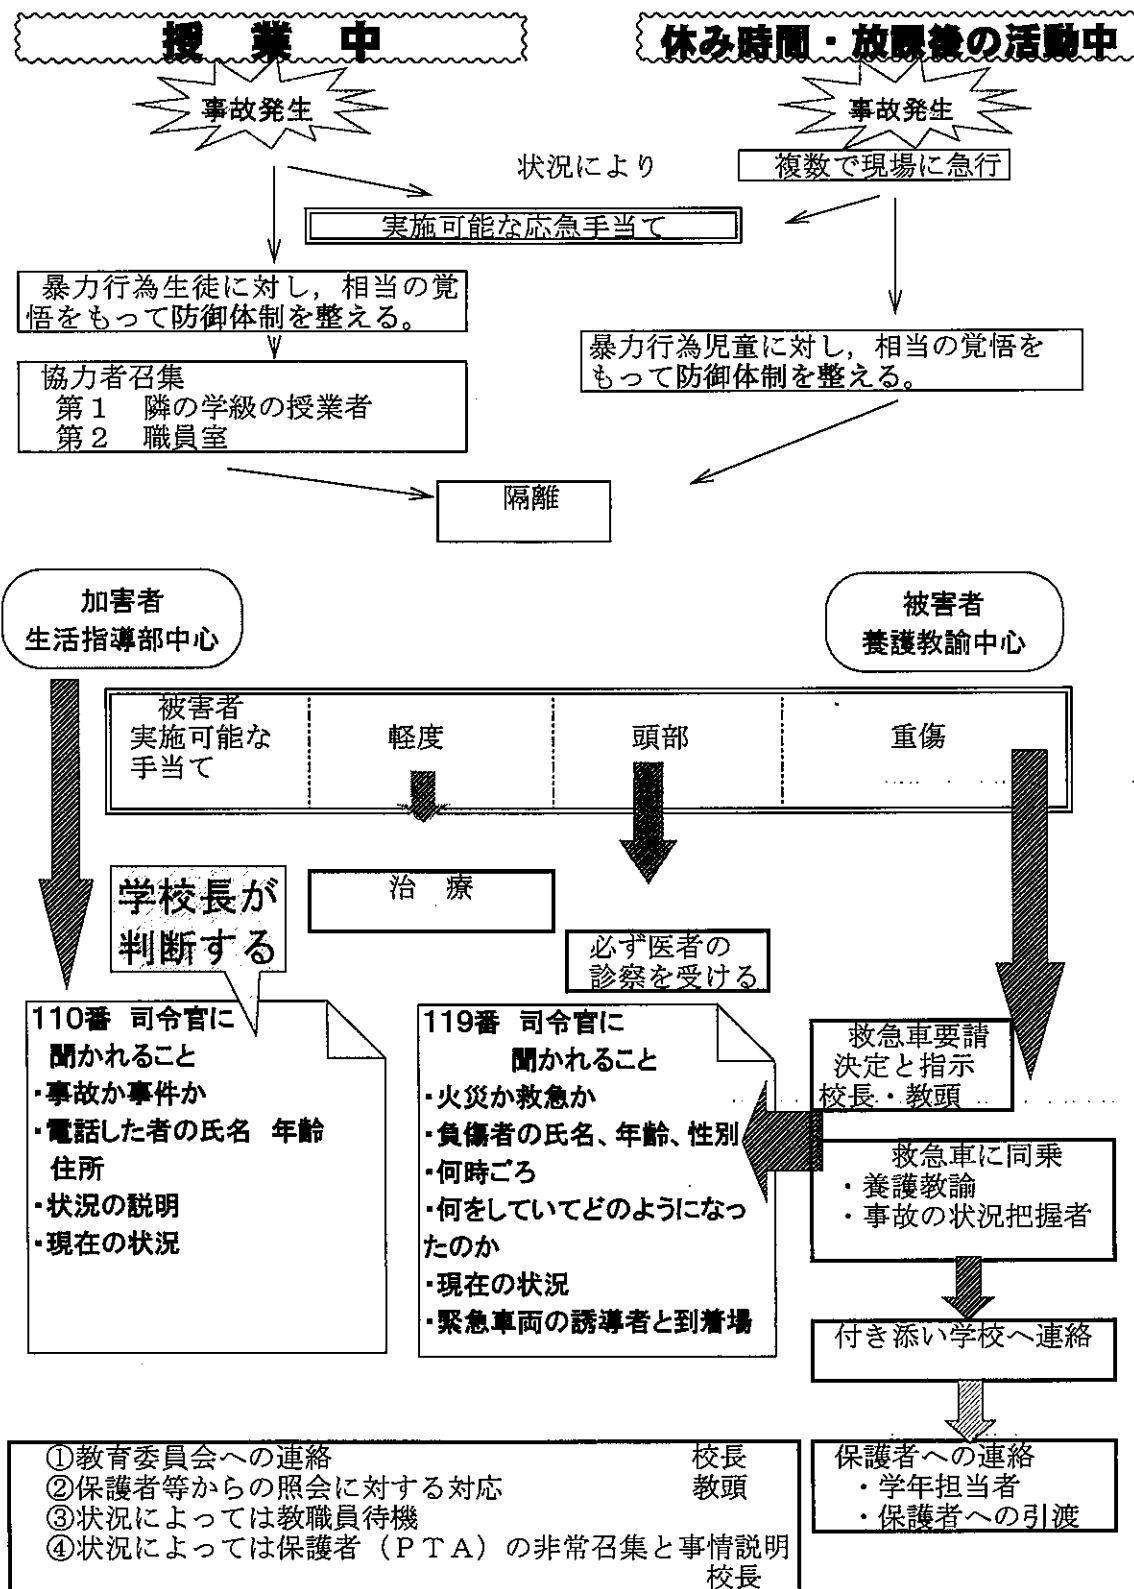 授業中
休み時間・放課後の活動中
事故発生
事故発生
状況により
複数で現場に急行
実施可能な応急手当て
暴力行為生徒に対し，相当の覚
悟をもって防御体制を整える。
暴力行為児童に対し，相当の覚悟を
もって防御体制を整える。
協力者召集
第１　隣の学級の授業者
第２　職員室
隔離
加害者
生活指導部中心
被害者
養護教諭中心
被害者
実施可能な
手当て
軽度
頭部
重傷
学校長が
判断する
治　療
必ず医者の
診察を受ける
110番 司令官に
聞かれること
・事故か事件か
・電話した者の氏名 年齢
住所
・状況の説明
・現在の状況
119番 司令官に
聞かれること
・火災か救急か
・負傷者の氏名、年齢、性別
・何時ごろ
・何をしていてどのようになっ
たのか
・現在の状況
・緊急車両の誘導者と到着場
救急車要請
決定と指示
校長・教頭
救急車に同乗
・養護教諭
・事故の状況把握者
付き添い学校へ連絡
保護者への連絡
・学年担当者
・保護者への引渡
①教育委員会への連絡　校長
②保護者等からの照会に対する対応　教頭
③状況によっては教職員待機
④状況によっては保護者（ＰＴＡ）の非常召集と事情説明
校長